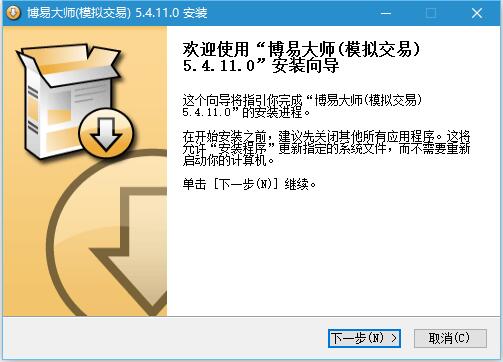 博易大师(模拟交易) 5.4.11.0 安装
欢迎使用“博易大师(模拟交易)
5.4.11.0”安装向导
这个向导将指引你完成“博易大师(模拟交易)
5.4.11.0”的安装进程。
在开始安装之前，建议先关闭其他所有应用程序。这将
允许“安装程序”更新指定的系统文件，而不需要重新
启动你的计算机。
单击 [下一步(N)] 继续。
下一步(N) >
取消(C)